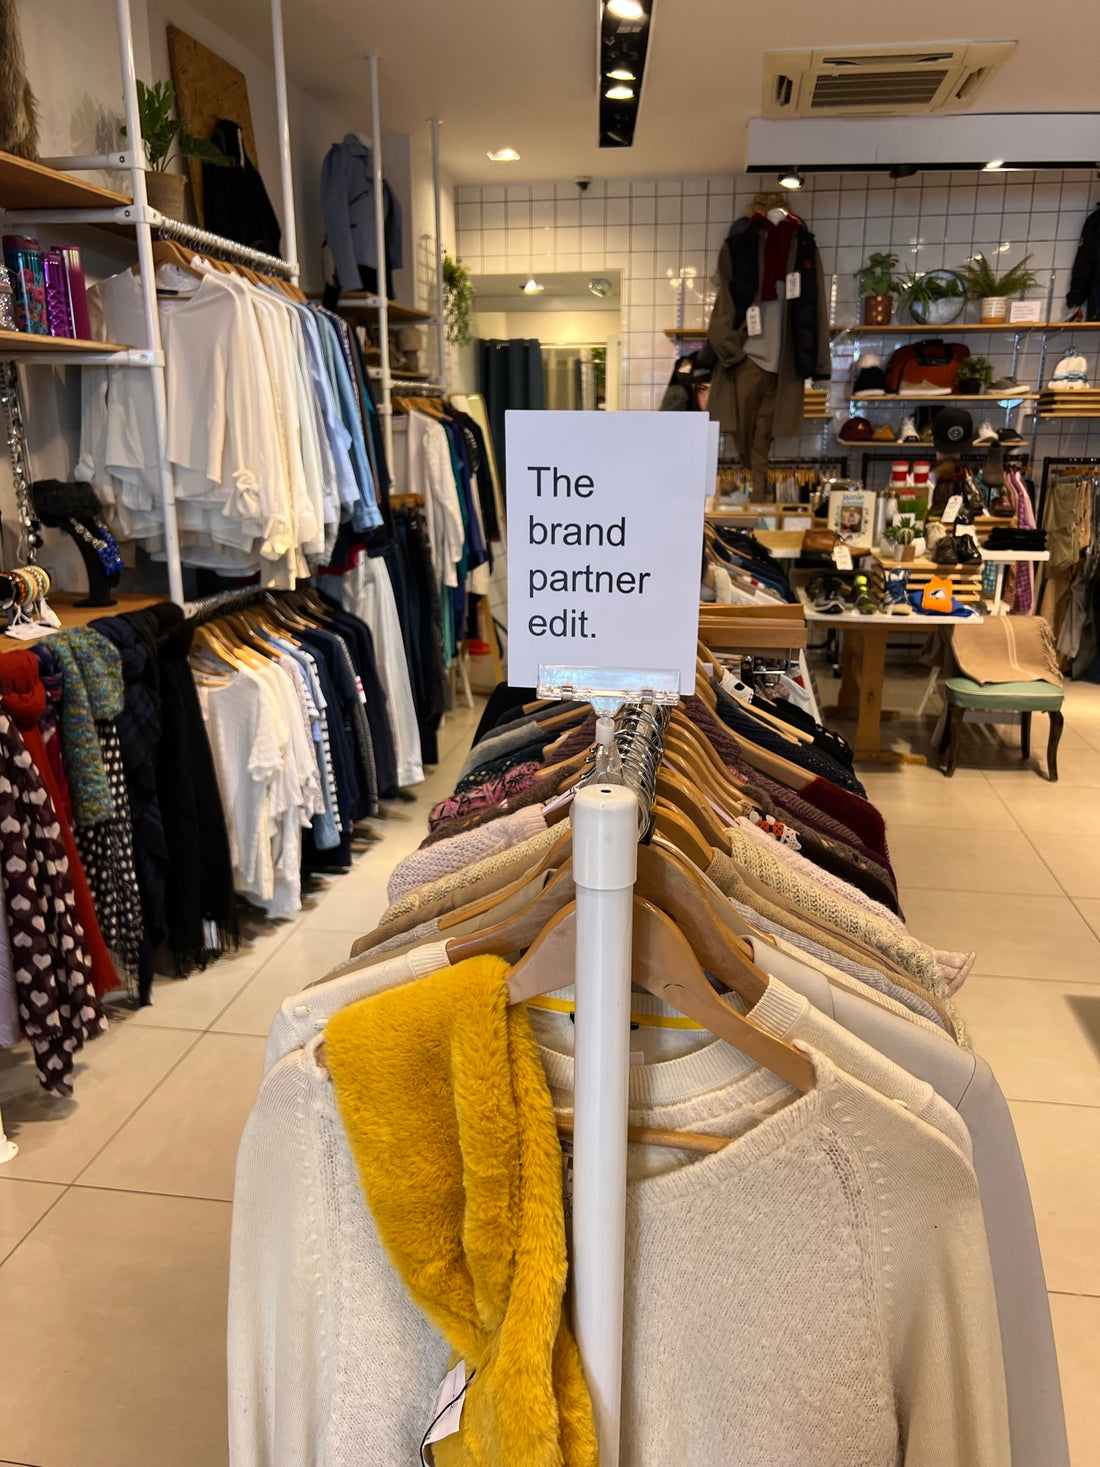 The
brand
partner
edit.